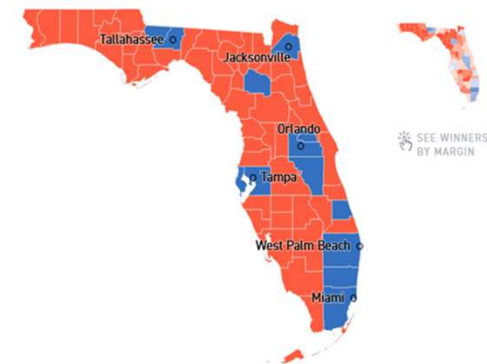 Tallahassee
Jacksonville
Orlando
Tampa
West Palm Beach
Miami
SEE WINNERS
BY MARGIN